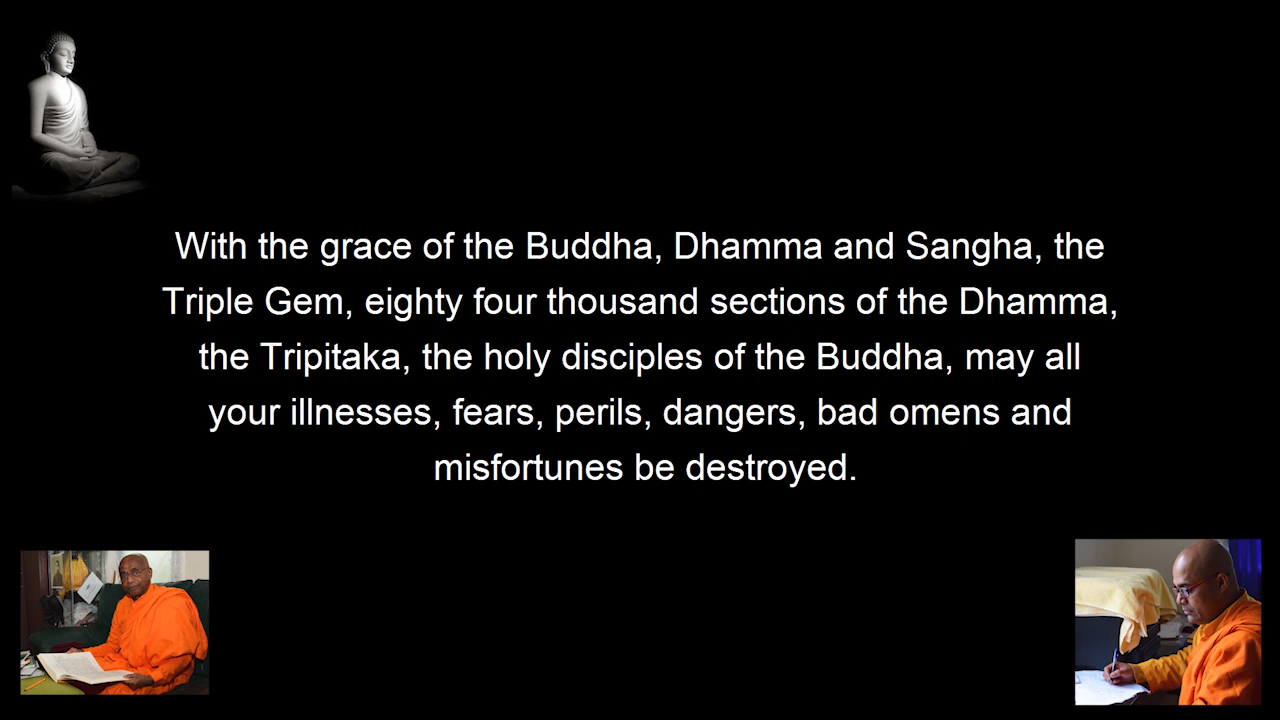 With the grace of the Buddha, Dhamma and Sangha, the
Triple Gem, eighty four thousand sections of the Dhamma,
the Tripitaka, the holy disciples of the Buddha, may all
your illnesses, fears, perils, dangers, bad omens and
misfortunes be destroyed.